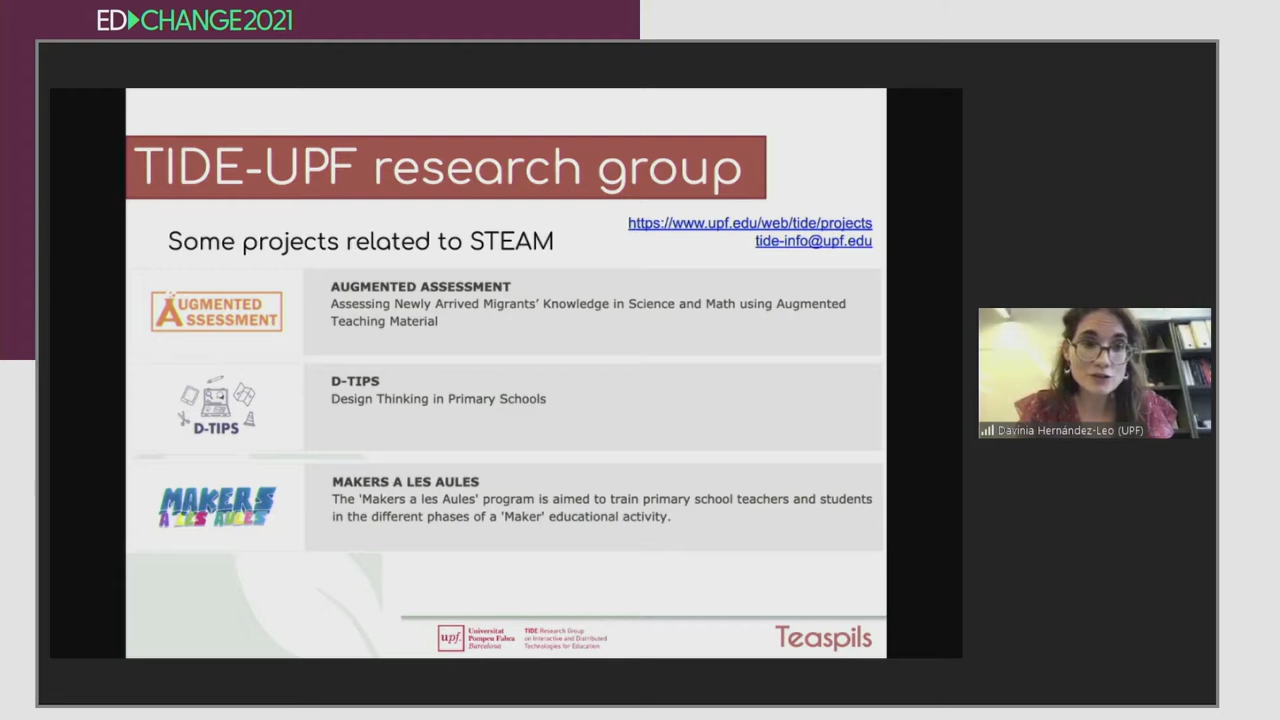 ED▶CHANGE2021
TIDE-UPF research group
https://www.upf.edu/web/tide/projects
tide-info@upf.edu
Some projects related to STEAM
AUGMENTED
ASSESSMENT
AUGMENTED ASSESSMENT
Assessing Newly Arrived Migrants' Knowledge in Science and Math using Augmented
Teaching Material
D-TIPS
D-TIPS
Design Thinking in Primary Schools
MAKERS
A LES AULES
MAKERS A LES AULES
The 'Makers a les Aules' program is aimed to train primary school teachers and students
in the different phases of a 'Maker' educational activity.
upf.
Universitat
Pompeu Fabra
Barcelona
TIDE Research Group
on Interactive and Distributed
Technologies for Education
Teaspils
Davinia Hernández-Leo (UPF)